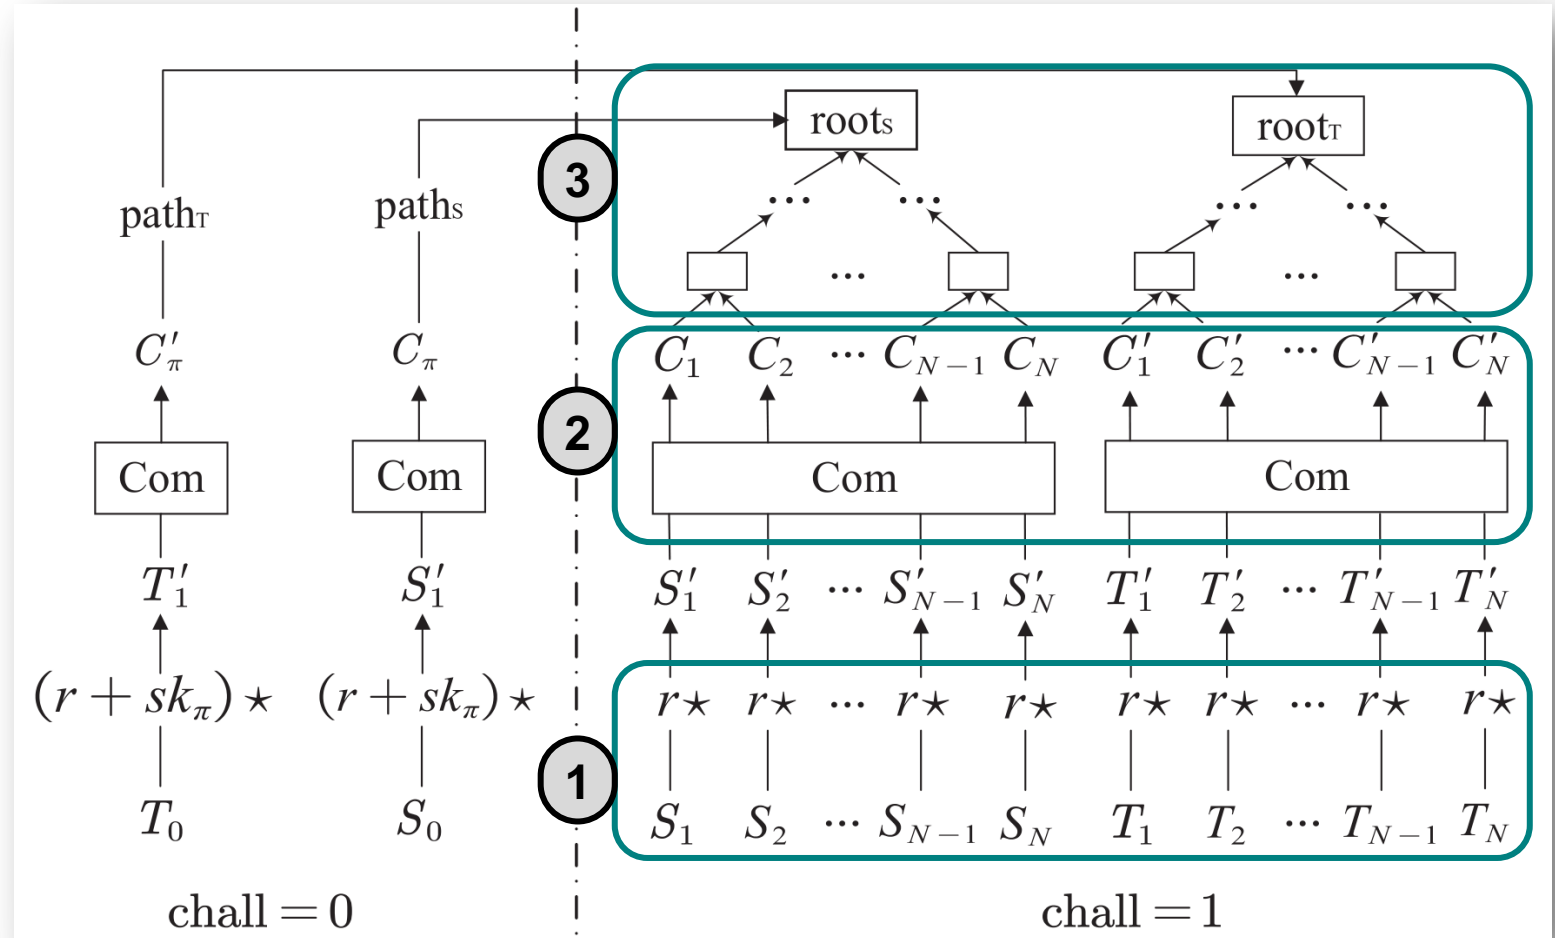 root_S root_T
3
... ... ... ...
path_T path_S
... ...
C'_π C_π C_1 C_2 ... C_{N−1} C_N C'_1 C'_2 ... C'_{N−1} C'_N
2
Com Com Com Com
T'_1 S'_1 S'_1 S'_2 ... S'_{N−1} S'_N T'_1 T'_2 ... T'_{N−1} T'_N
(r + sk_π)⋆ (r + sk_π)⋆ r⋆ r⋆ ... r⋆ r⋆ r⋆ r⋆ ... r⋆ r⋆
1
T_0 S_0 S_1 S_2 ... S_{N−1} S_N T_1 T_2 ... T_{N−1} T_N
chall = 0 chall = 1